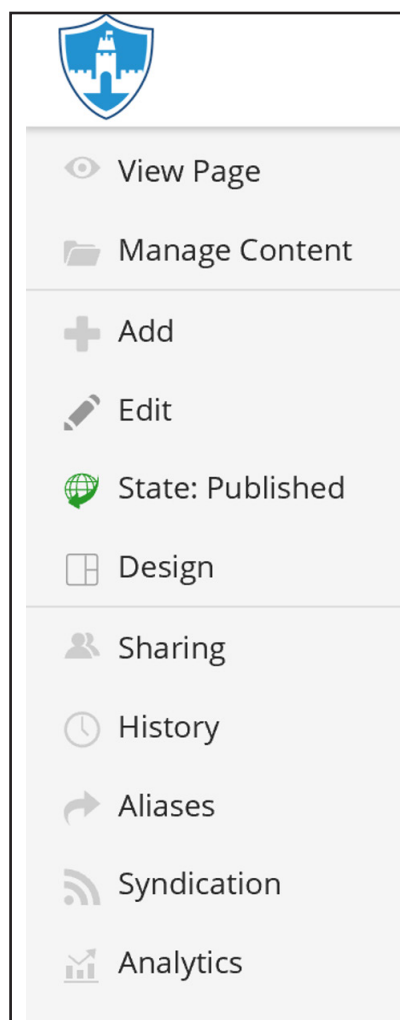 View Page
Manage Content
Add
Edit
State: Published
Design
Sharing
History
Aliases
Syndication
Analytics